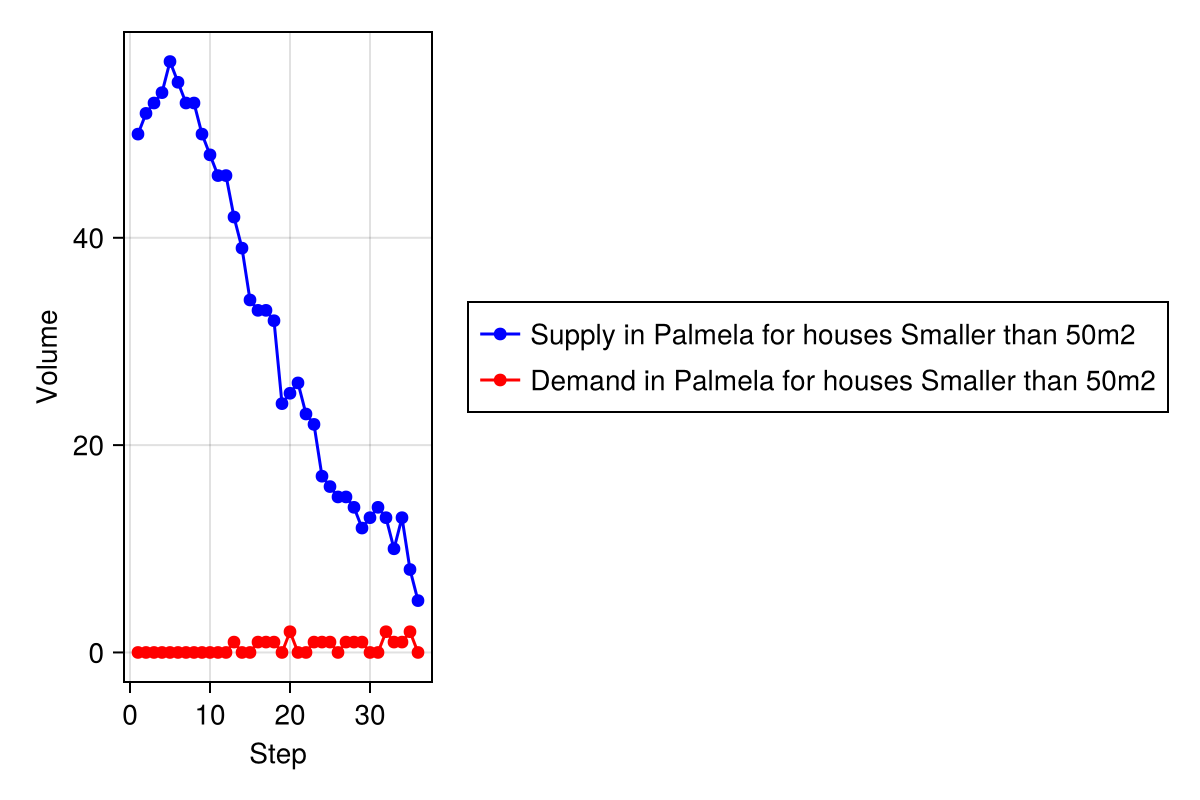 Volume
40
20
0
0 10 20 30
Step
Supply in Palmela for houses Smaller than 50m2
Demand in Palmela for houses Smaller than 50m2